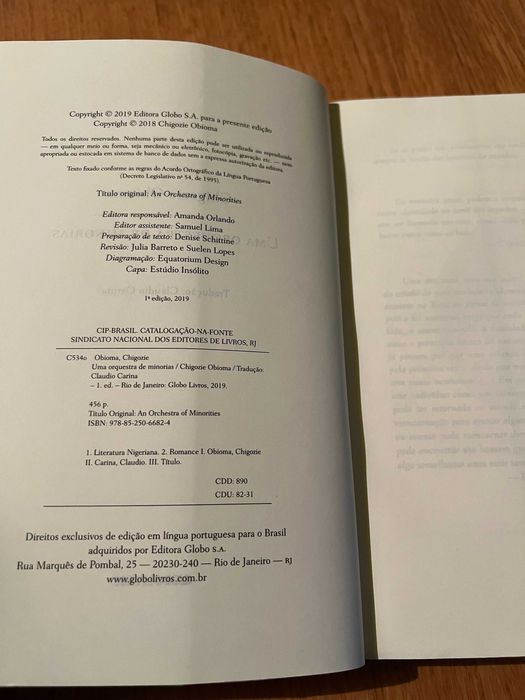 Copyright © 2019 Editora Globo S.A. para a presente edição
Copyright © 2018 Chigozie Obioma
Todos os direitos reservados. Nenhuma parte desta edição pode ser utilizada ou reproduzida
— em qualquer meio ou forma, seja mecânico ou eletrônico, fotocópia, gravação etc. — nem
apropriada ou estocada em sistema de banco de dados sem a expressa autorização da editora.
Texto fixado conforme as regras do Acordo Ortográfico da Língua Portuguesa
(Decreto Legislativo nº 54, de 1995).
Título original: An Orchestra of Minorities
Editora responsável: Amanda Orlando
Editor assistente: Samuel Lima
Preparação de texto: Denise Schittine
Revisão: Julia Barreto e Suelen Lopes
Diagramação: Equatorium Design
Capa: Estúdio Insólito
1ª edição, 2019
CIP-BRASIL. CATALOGAÇÃO-NA-FONTE
SINDICATO NACIONAL DOS EDITORES DE LIVROS, RJ
C534o Obioma, Chigozie
Uma orquestra de minorias / Chigozie Obioma / Tradução:
Claudio Carina
– 1. ed. – Rio de Janeiro: Globo Livros, 2019.
456 p.
Título Original: An Orchestra of Minorities
ISBN: 978-85-250-6682-4
1. Literatura Nigeriana. 2. Romance I. Obioma, Chigozie
II. Carina, Claudio. III. Título.
CDD: 890
CDU: 82-31
Direitos exclusivos de edição em língua portuguesa para o Brasil
adquiridos por Editora Globo S.A.
Rua Marquês de Pombal, 25 — 20230-240 — Rio de Janeiro — RJ
www.globolivros.com.br